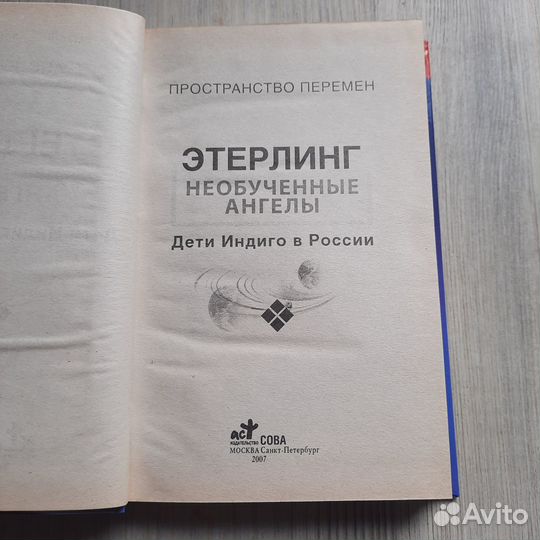 ПРОСТРАНСТВО ПЕРЕМЕН
ЭТЕРЛИНГ
НЕОБУЧЕННЫЕ
АНГЕЛЫ
Дети Индиго в России
аст
издательство СОВА
МОСКВА Санкт-Петербург
2007
Avito